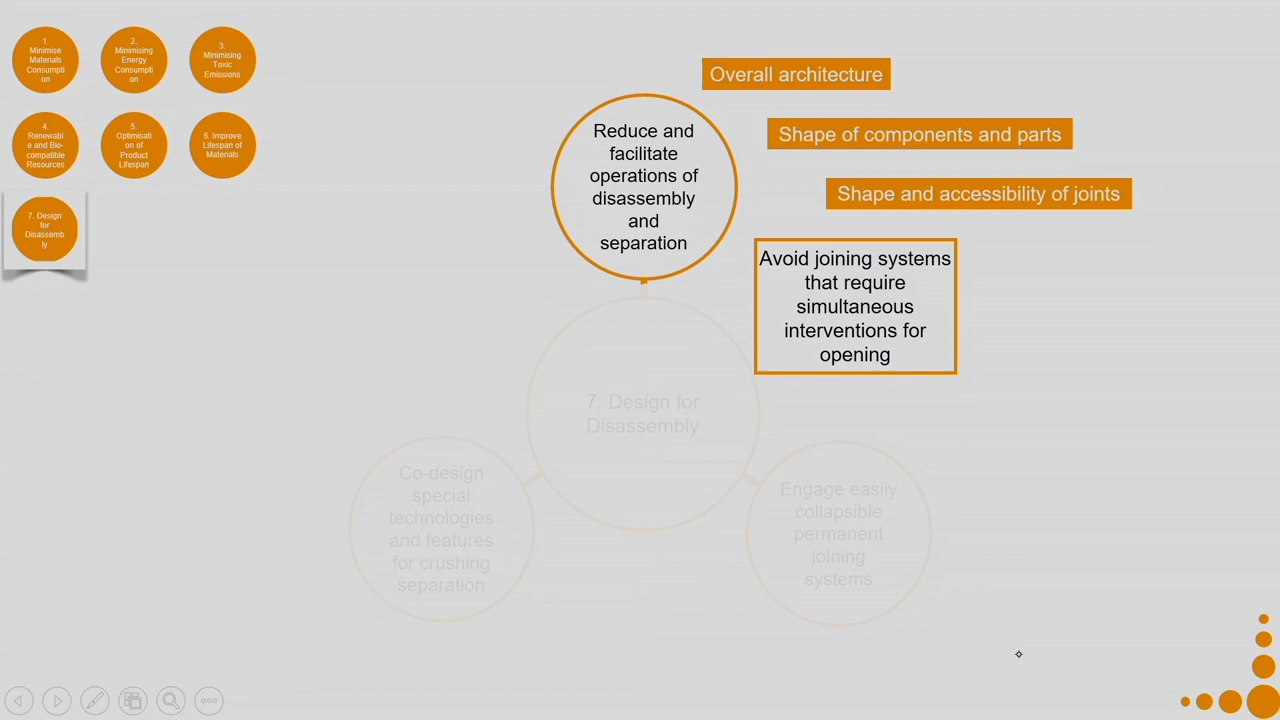 1.
Minimise
Materials
Consumpti
on
2.
Minimising
Energy
Consumpti
on
3.
Minimising
Toxic
Emissions
4.
Renewabl
e and Bio-
compatible
Resources
5.
Optimisati
on of
Product
Lifespan
6. Improve
Lifespan of
Materials
7. Design
for
Disassemb
ly
Overall architecture
Reduce and
facilitate
operations of
disassembly
and
separation
Shape of components and parts
Shape and accessibility of joints
Avoid joining systems
that require
simultaneous
interventions for
opening
7. Design for
Disassembly
Co-design
special
technologies
and features
for crushing
separation
Engage easily
collapsible
permanent
joining
systems